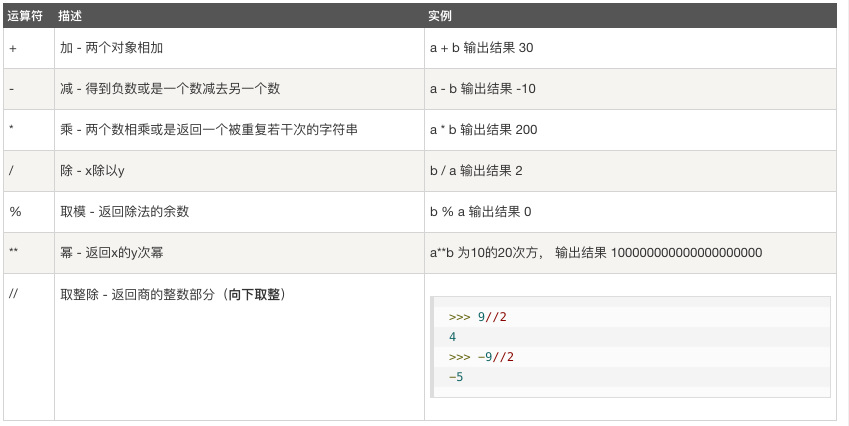 运算符 描述 实例
+ 加 - 两个对象相加 a + b 输出结果 30
- 减 - 得到负数或是一个数减去另一个数 a - b 输出结果 -10
* 乘 - 两个数相乘或是返回一个被重复若干次的字符串 a * b 输出结果 200
/ 除 - x除以y b / a 输出结果 2
% 取模 - 返回除法的余数 b % a 输出结果 0
** 幂 - 返回x的y次幂 a**b 为10的20次方， 输出结果 100000000000000000000
// 取整除 - 返回商的整数部分（向下取整）
>>> 9//2
4
>>> -9//2
-5